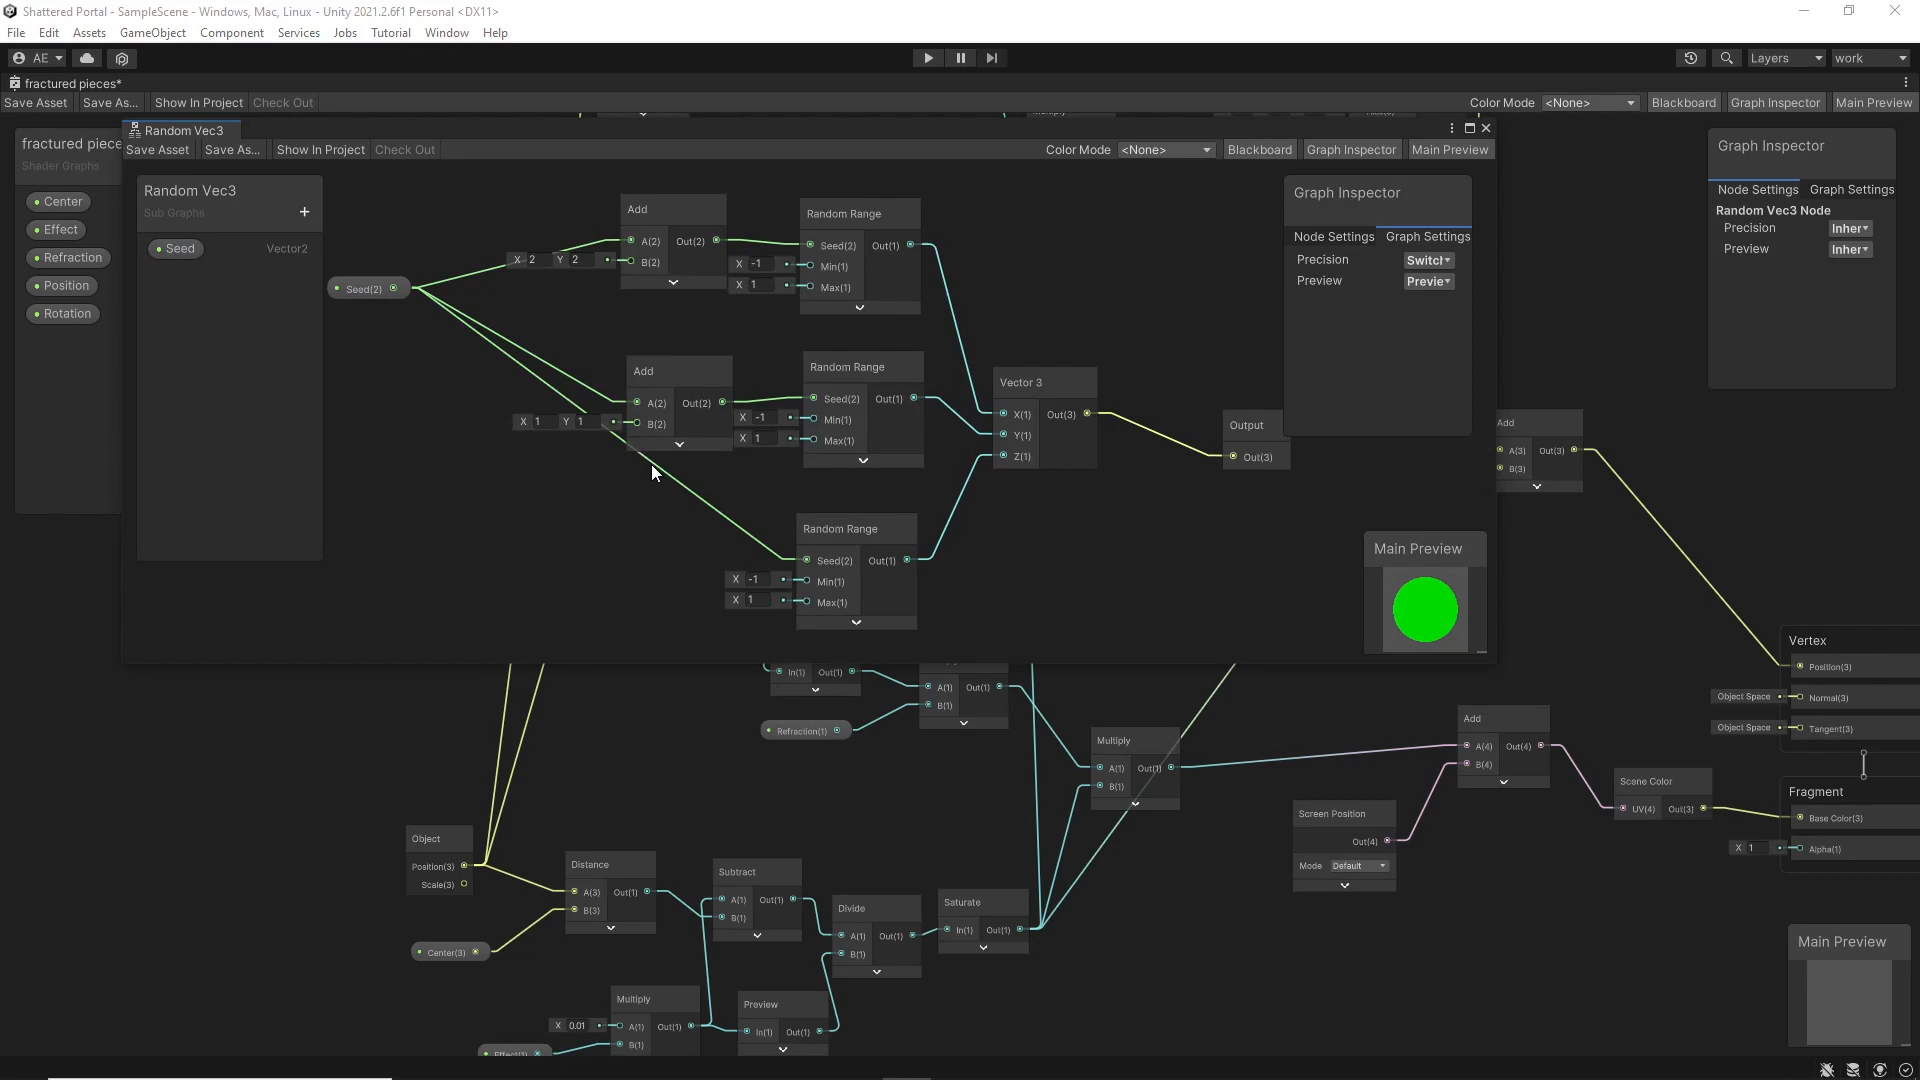 Shattered Portal - SampleScene - Windows, Mac, Linux - Unity 2021.2.6f1 Personal <DX11>
File Edit Assets GameObject Component Services Jobs Tutorial Window Help
AE Layers work
fractured pieces*
Save Asset Save As... Show In Project Check Out Color Mode <None> Blackboard Graph Inspector Main Preview
fractured piece
Shader Graphs
Center
Effect
Refraction
Position
Rotation
Random Vec3
Save Asset Save As... Show In Project Check Out Color Mode <None> Blackboard Graph Inspector Main Preview
Random Vec3
Sub Graphs
+
Seed Vector2
Seed(2)
Add
A(2) Out(2)
X 2 Y 2 B(2)
Random Range
Seed(2) Out(1)
X -1 Min(1)
X 1 Max(1)
Add
A(2) Out(2)
X 1 Y 1 B(2)
Random Range
Seed(2) Out(1)
X -1 Min(1)
X 1 Max(1)
Random Range
Seed(2) Out(1)
X -1 Min(1)
X 1 Max(1)
Vector 3
X(1) Out(3)
Y(1)
Z(1)
Output
Out(3)
Graph Inspector
Node Settings Graph Settings
Precision Switch
Preview Previe
Main Preview
Graph Inspector
Node Settings Graph Settings
Random Vec3 Node
Precision Inher
Preview Inher
Add
A(3) Out(3)
B(3)
In(1) Out(1)
A(1) Out(1)
B(1)
Refraction(1)
Multiply
A(1) Out(1)
B(1)
Add
A(4) Out(4)
B(4)
Screen Position
Out(4)
Mode Default
Scene Color
UV(4) Out(3)
Vertex
Position(3)
Object Space Normal(3)
Object Space Tangent(3)
Fragment
Base Color(3)
X 1 Alpha(1)
Object
Position(3)
Scale(3)
Distance
A(3) Out(1)
B(3)
Center(3)
Subtract
A(1) Out(1)
B(1)
Divide
A(1) Out(1)
B(1)
Saturate
In(1) Out(1)
Multiply
X 0.01 A(1) Out(1)
B(1)
Preview
In(1) Out(1)
Effect(1)
Main Preview